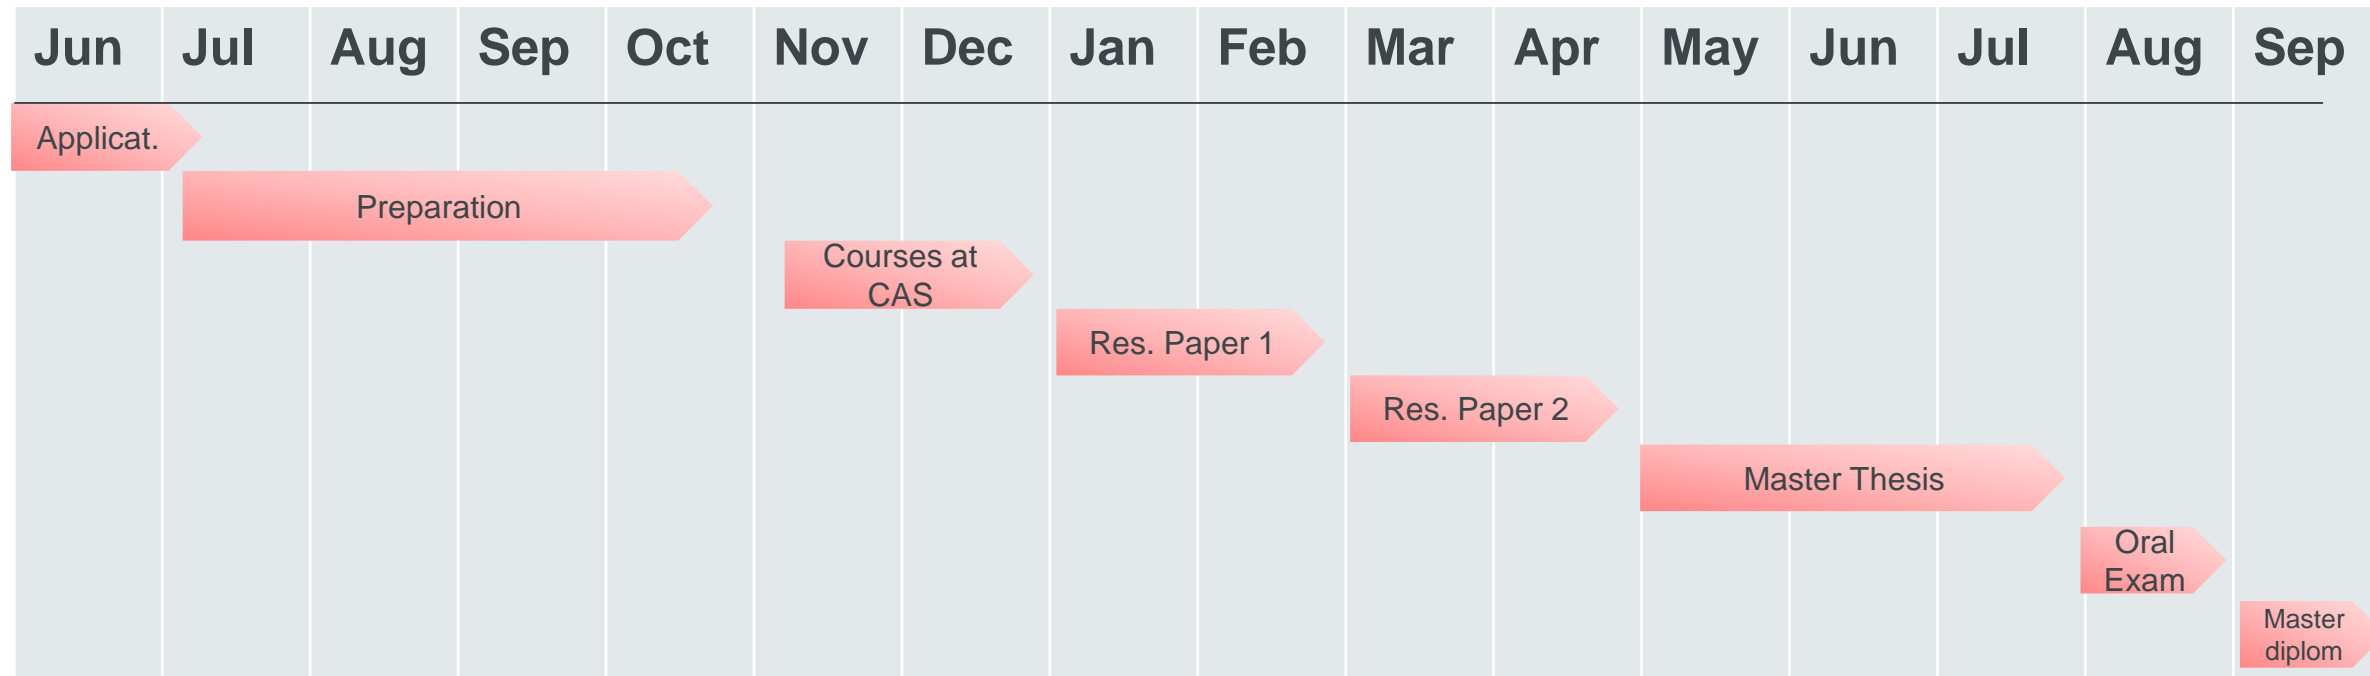 Jun Jul Aug Sep Oct Nov Dec Jan Feb Mar Apr May Jun Jul Aug Sep
Applicat.
Preparation
Courses at
CAS
Res. Paper 1
Res. Paper 2
Master Thesis
Oral
Exam
Master
diplom